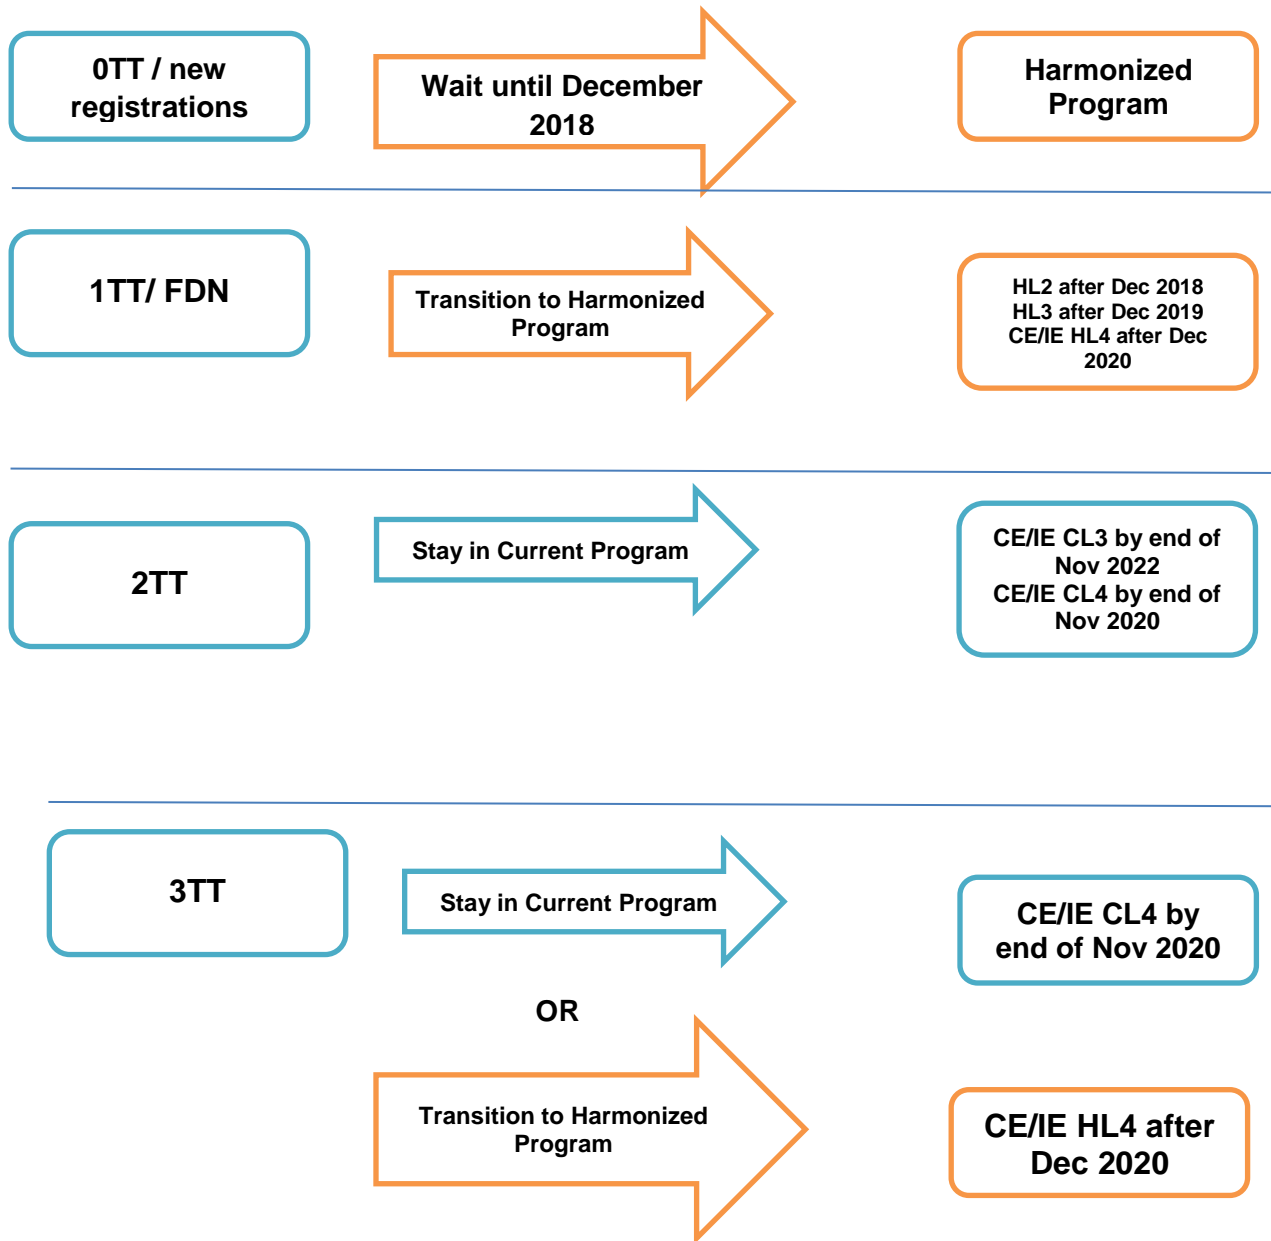 0TT / new
registrations
Wait until December
2018
Harmonized
Program
1TT/ FDN
Transition to Harmonized
Program
HL2 after Dec 2018
HL3 after Dec 2019
CE/IE HL4 after Dec
2020
2TT
Stay in Current Program
CE/IE CL3 by end of
Nov 2022
CE/IE CL4 by end of
Nov 2020
3TT
Stay in Current Program
CE/IE CL4 by
end of Nov 2020
OR
Transition to Harmonized
Program
CE/IE HL4 after
Dec 2020